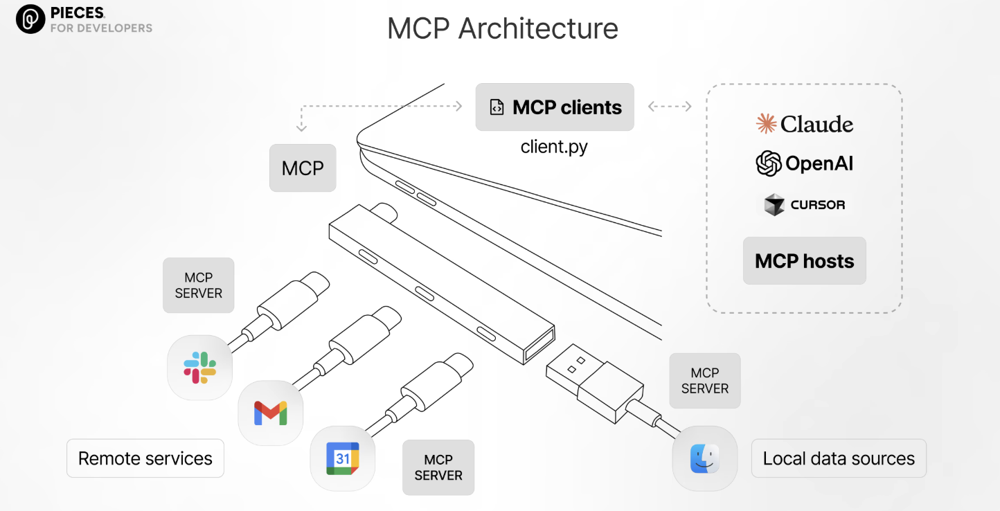 PIECES
FOR DEVELOPERS
MCP Architecture
MCP clients
client.py
MCP
Claude
OpenAI
CURSOR
MCP hosts
MCP
SERVER
MCP
SERVER
31
Remote services
MCP
SERVER
Local data sources